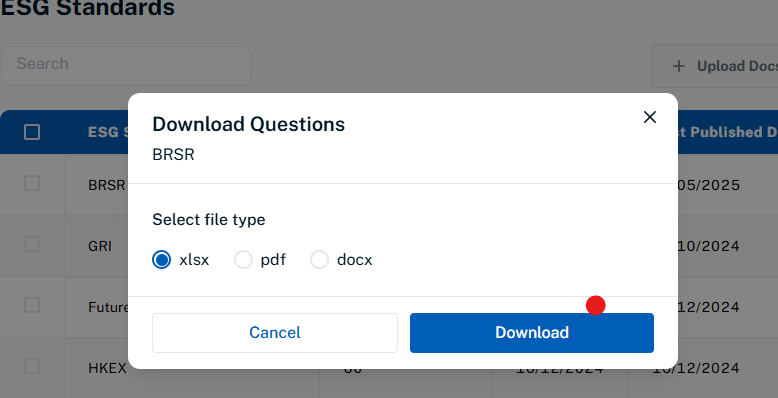 ESG Standards
Search
+ Upload Docs
Download Questions
BRSR
Select file type
xlsx pdf docx
Cancel Download
ESG S t Published D
BRSR 05/2025
GRI 10/2024
Future 12/2024
HKEX 10/12/2024 10/12/2024